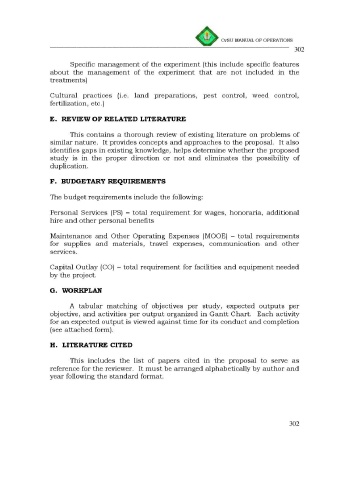 CvSU MANUAL OF OPERATIONS
302
Specific management of the experiment (this include specific features
about the management of the experiment that are not included in the
treatments)
Cultural practices (i.e. land preparations, pest control, weed control,
fertilization, etc.)
E. REVIEW OF RELATED LITERATURE
This contains a thorough review of existing literature on problems of
similar nature. It provides concepts and approaches to the proposal. It also
identifies gaps in existing knowledge, helps determine whether the proposed
study is in the proper direction or not and eliminates the possibility of
duplication.
F. BUDGETARY REQUIREMENTS
The budget requirements include the following:
Personal Services (PS) – total requirement for wages, honoraria, additional
hire and other personal benefits
Maintenance and Other Operating Expenses (MOOE) – total requirements
for supplies and materials, travel expenses, communication and other
services.
Capital Outlay (CO) – total requirement for facilities and equipment needed
by the project.
G. WORKPLAN
A tabular matching of objectives per study, expected outputs per
objective, and activities per output organized in Gantt Chart. Each activity
for an expected output is viewed against time for its conduct and completion
(see attached form).
H. LITERATURE CITED
This includes the list of papers cited in the proposal to serve as
reference for the reviewer. It must be arranged alphabetically by author and
year following the standard format.
302